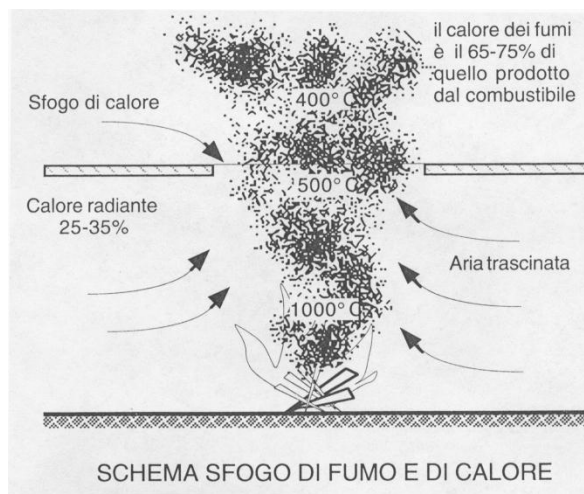 il calore dei fumi
è il 65-75% di
quello prodotto
dal combustibile
400° C
Sfogo di calore
500° C
Calore radiante
25-35%
Aria trascinata
1000° C
SCHEMA SFOGO DI FUMO E DI CALORE